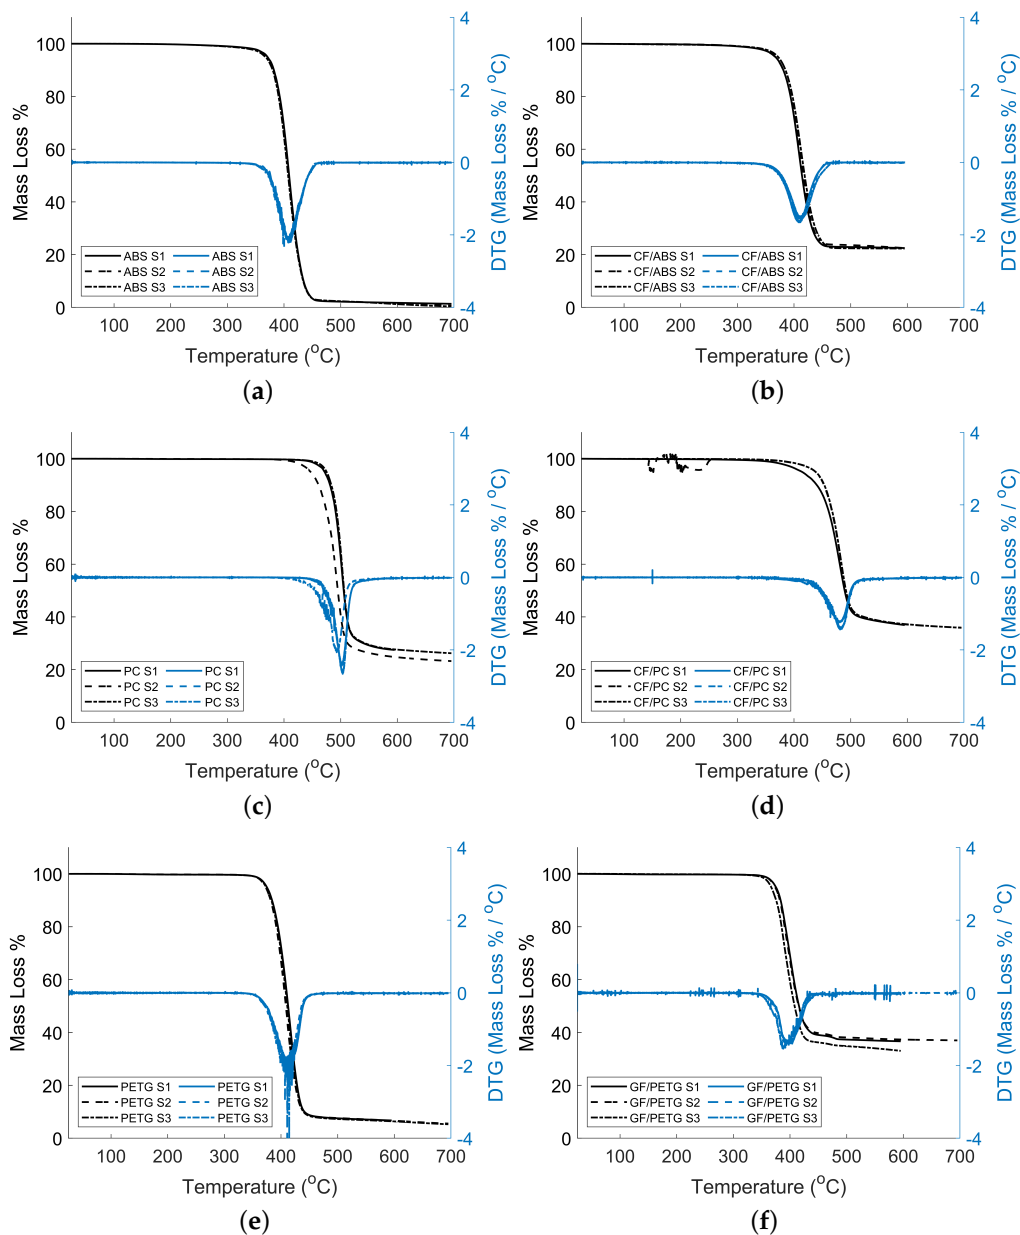 100
80
60
40
20
0
Mass Loss %
4
2
0
-2
-4
DTG (Mass Loss % / °C)
ABS S1 ABS S1
ABS S2 ABS S2
ABS S3 ABS S3
100 200 300 400 500 600 700
Temperature (°C)
(a)
100
80
60
40
20
0
Mass Loss %
4
2
0
-2
-4
DTG (Mass Loss % / °C)
CF/ABS S1 CF/ABS S1
CF/ABS S2 CF/ABS S2
CF/ABS S3 CF/ABS S3
100 200 300 400 500 600 700
Temperature (°C)
(b)
100
80
60
40
20
0
Mass Loss %
4
2
0
-2
-4
DTG (Mass Loss % / °C)
PC S1 PC S1
PC S2 PC S2
PC S3 PC S3
100 200 300 400 500 600 700
Temperature (°C)
(c)
100
80
60
40
20
0
Mass Loss %
4
2
0
-2
-4
DTG (Mass Loss % / °C)
CF/PC S1 CF/PC S1
CF/PC S2 CF/PC S2
CF/PC S3 CF/PC S3
100 200 300 400 500 600 700
Temperature (°C)
(d)
100
80
60
40
20
0
Mass Loss %
4
2
0
-2
-4
DTG (Mass Loss % / °C)
PETG S1 PETG S1
PETG S2 PETG S2
PETG S3 PETG S3
100 200 300 400 500 600 700
Temperature (°C)
(e)
100
80
60
40
20
0
Mass Loss %
4
2
0
-2
-4
DTG (Mass Loss % / °C)
GF/PETG S1 GF/PETG S1
GF/PETG S2 GF/PETG S2
GF/PETG S3 GF/PETG S3
100 200 300 400 500 600 700
Temperature (°C)
(f)